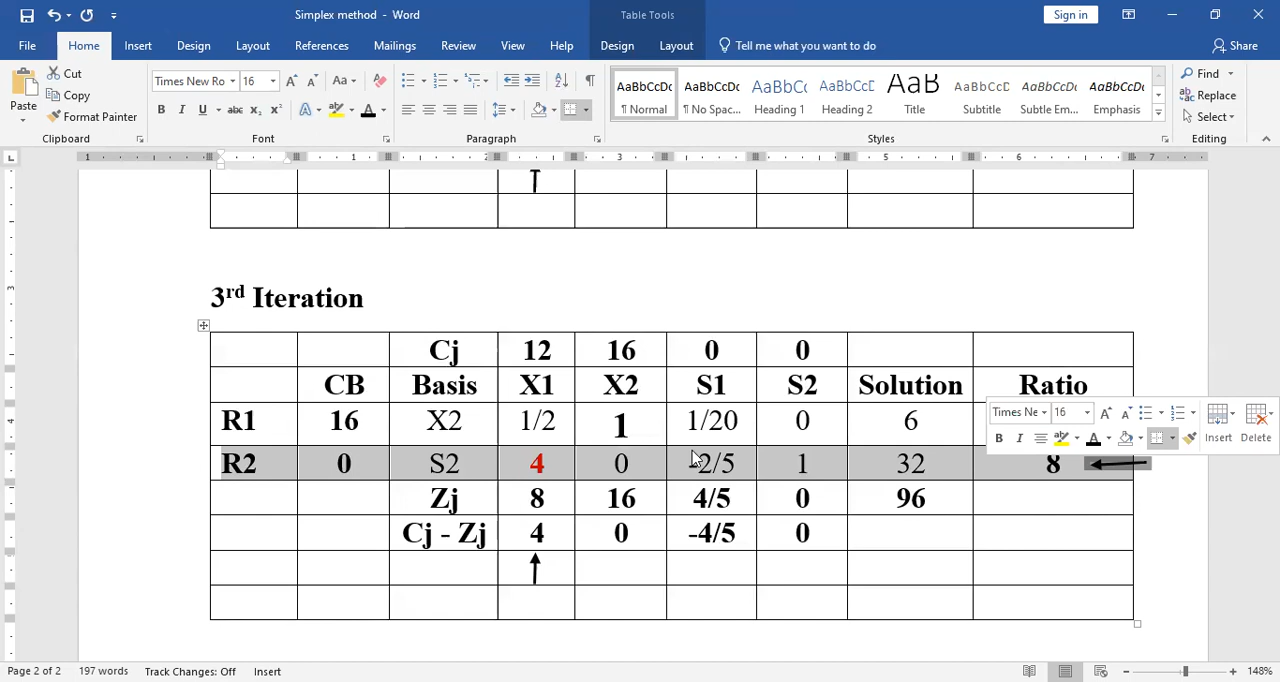 Simplex method - Word
Table Tools
Sign in
File Home Insert Design Layout References Mailings Review View Help Design Layout Tell me what you want to do Share
Paste
Cut
Copy
Format Painter
Clipboard
Times New Ro 16
Font
Paragraph
AaBbCcDc AaBbCcDc AaBbC AaBbCcE AaB AaBbCcD AaBbCcDc AaBbCcDc
¶ Normal ¶ No Spac... Heading 1 Heading 2 Title Subtitle Subtle Em... Emphasis
Styles
Find
Replace
Select
Editing
3rd Iteration
Cj 12 16 0 0
CB Basis X1 X2 S1 S2 Solution Ratio
R1 16 X2 1/2 1 1/20 0 6
R2 0 S2 4 0 -2/5 1 32 8
Zj 8 16 4/5 0 96
Cj - Zj 4 0 -4/5 0
Times Ne 16
Insert Delete
Page 2 of 2 197 words Track Changes: Off Insert 148%